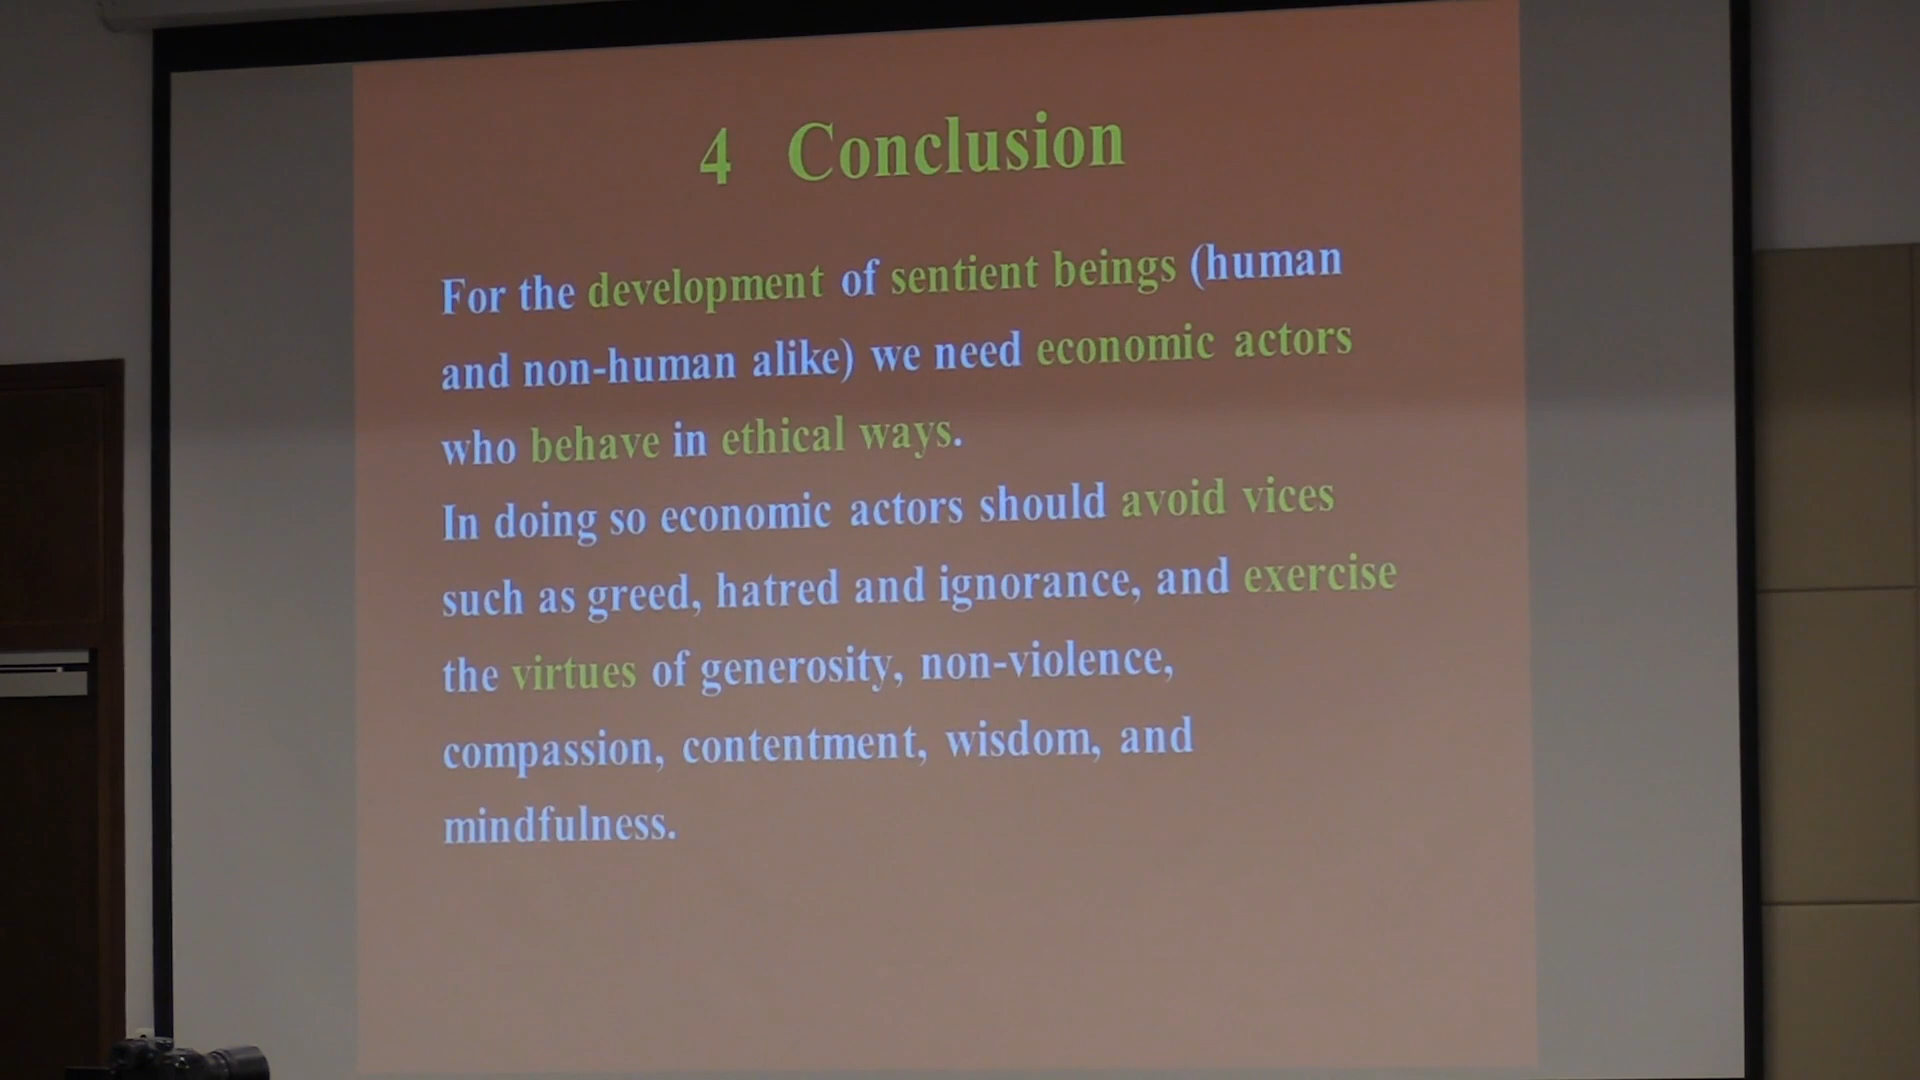 4 Conclusion
For the development of sentient beings (human
and non-human alike) we need economic actors
who behave in ethical ways.
In doing so economic actors should avoid vices
such as greed, hatred and ignorance, and exercise
the virtues of generosity, non-violence,
compassion, contentment, wisdom, and
mindfulness.